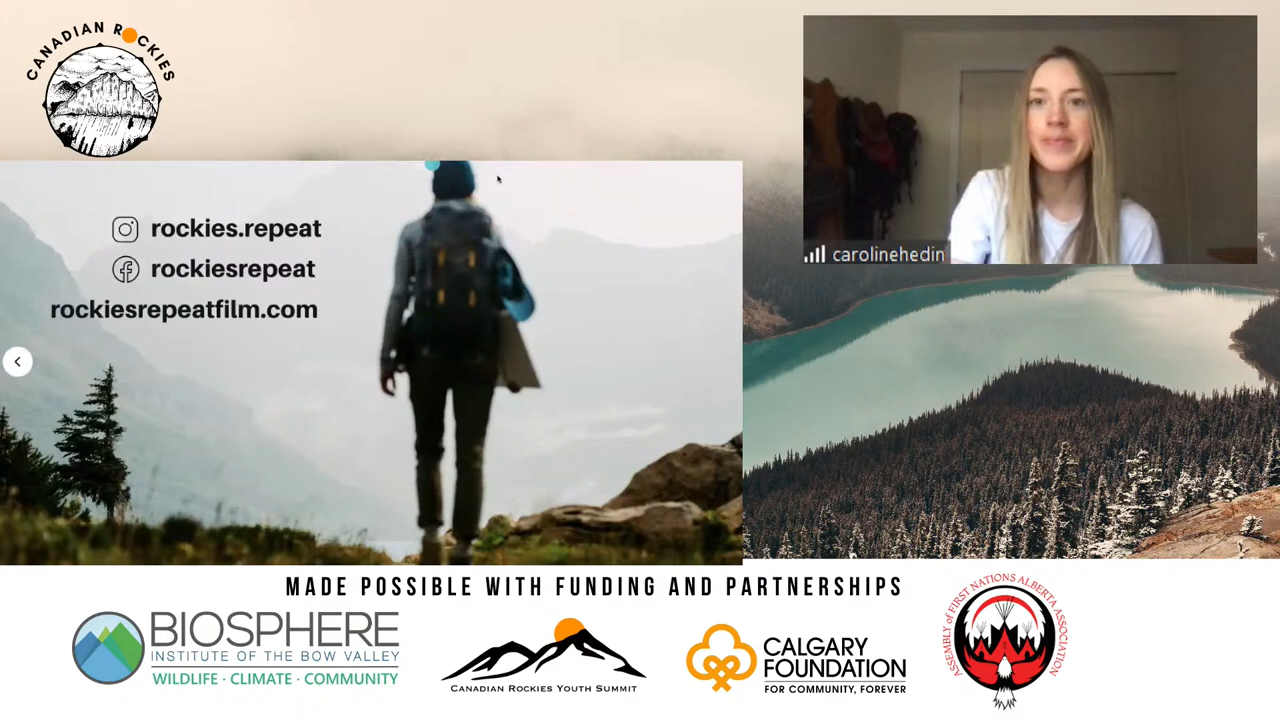 CANADIAN ROCKIES
rockies.repeat
rockiesrepeat
rockiesrepeatfilm.com
carolinehedin
MADE POSSIBLE WITH FUNDING AND PARTNERSHIPS
BIOSPHERE
INSTITUTE OF THE BOW VALLEY
WILDLIFE · CLIMATE · COMMUNITY
CANADIAN ROCKIES YOUTH SUMMIT
CALGARY
FOUNDATION
FOR COMMUNITY, FOREVER
ASSEMBLY of FIRST NATIONS ALBERTA ASSOCIATION